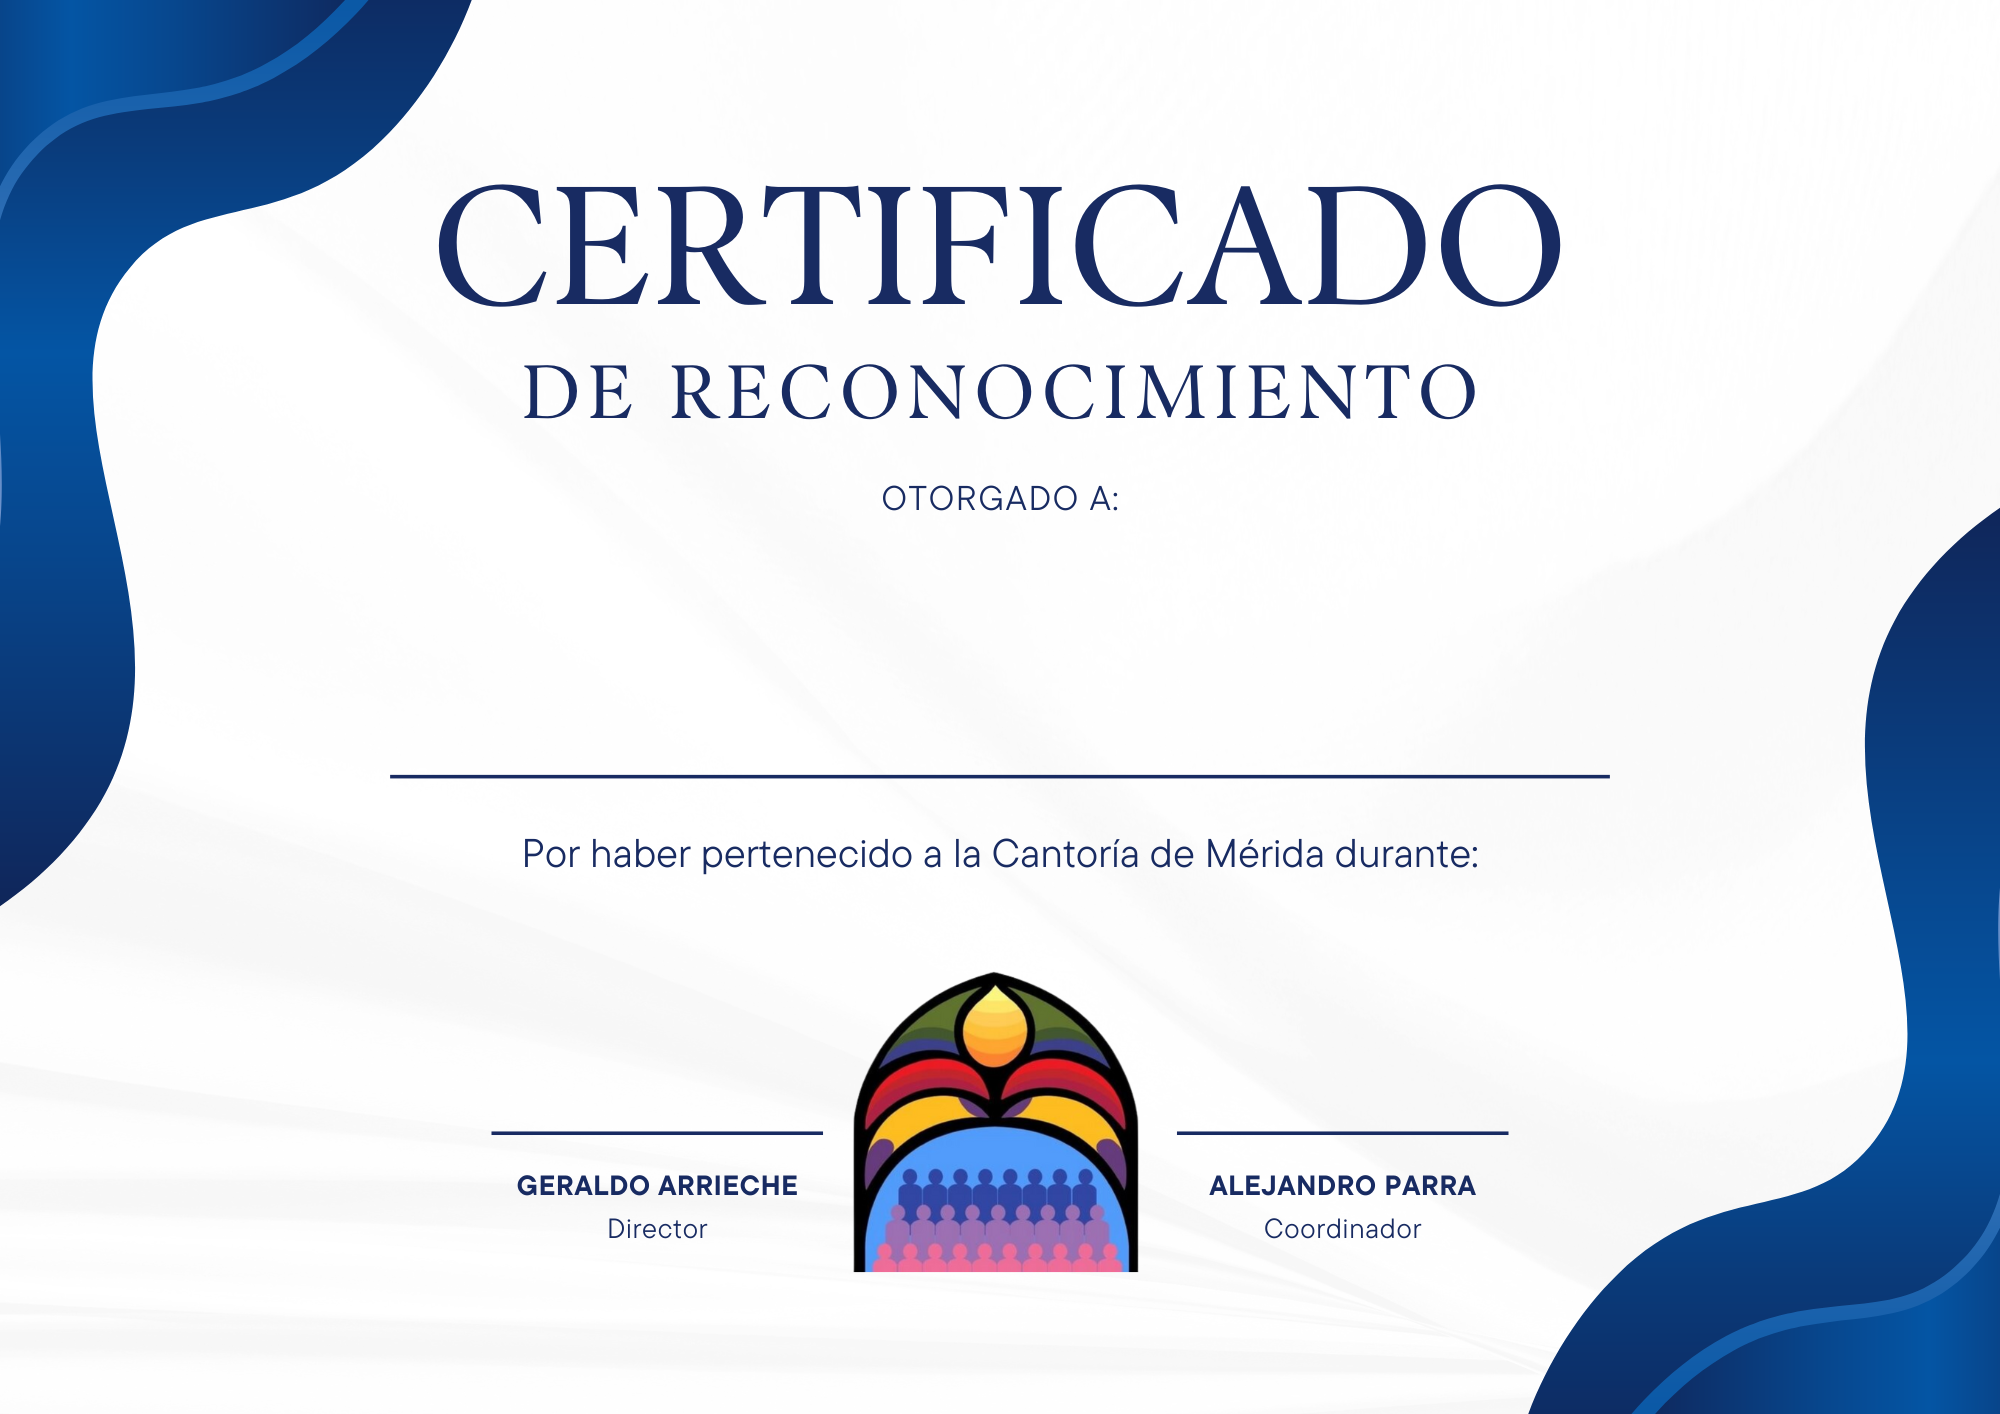 CERTIFICADO
DE RECONOCIMIENTO
OTORGADO A:
Por haber pertenecido a la Cantoría de Mérida durante:
GERALDO ARRIECHE
Director
ALEJANDRO PARRA
Coordinador